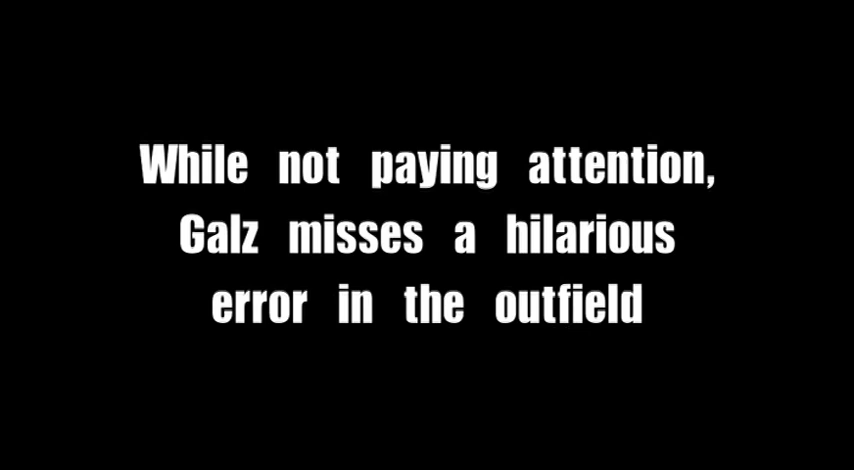 While not paying attention,
Galz misses a hilarious
error in the outfield